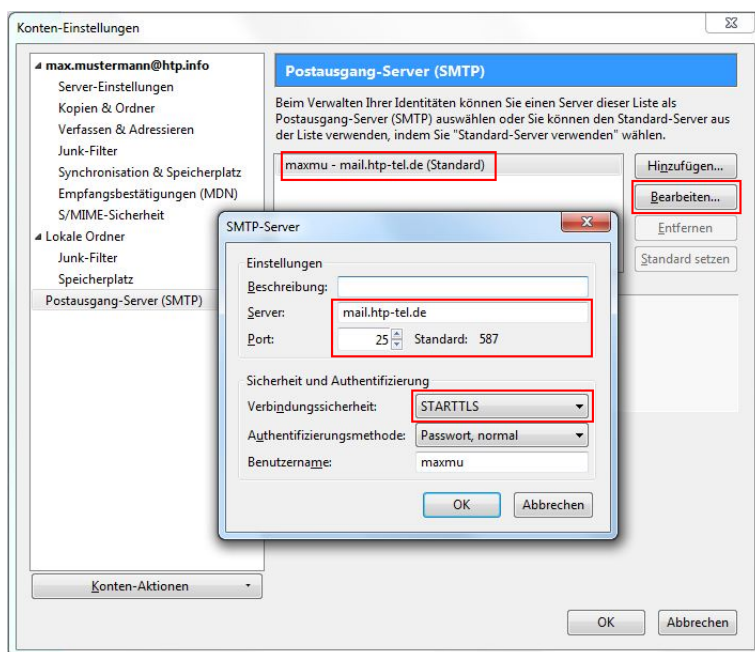 Konten-Einstellungen
max.mustermann@htp.info
Server-Einstellungen
Kopien & Ordner
Verfassen & Adressieren
Junk-Filter
Synchronisation & Speicherplatz
Empfangsbestätigungen (MDN)
S/MIME-Sicherheit
Lokale Ordner
Junk-Filter
Speicherplatz
Postausgang-Server (SMTP)
Konten-Aktionen
Postausgang-Server (SMTP)
Beim Verwalten Ihrer Identitäten können Sie einen Server dieser Liste als
Postausgang-Server (SMTP) auswählen oder Sie können den Standard-Server aus
der Liste verwenden, indem Sie "Standard-Server verwenden" wählen.
maxmu - mail.htp-tel.de (Standard)
Hinzufügen...
Bearbeiten...
Entfernen
Standard setzen
SMTP-Server
Einstellungen
Beschreibung:
Server: mail.htp-tel.de
Port: 25 Standard: 587
Sicherheit und Authentifizierung
Verbindungssicherheit: STARTTLS
Authentifizierungsmethode: Passwort, normal
Benutzername: maxmu
OK Abbrechen
OK Abbrechen